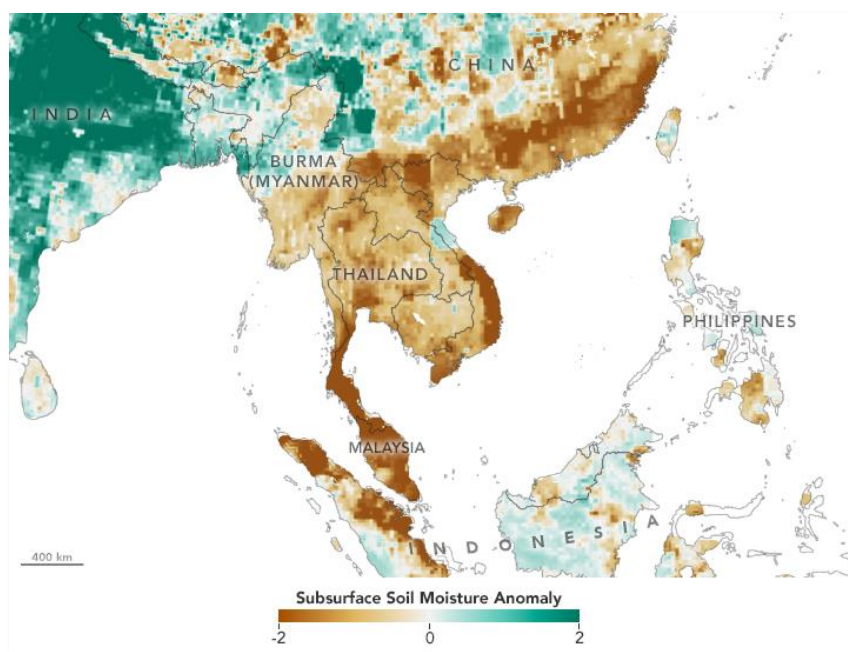 CHINA
INDIA
BURMA
(MYANMAR)
THAILAND
PHILIPPINES
MALAYSIA
INDONESIA
400 km
Subsurface Soil Moisture Anomaly
-2 0 2